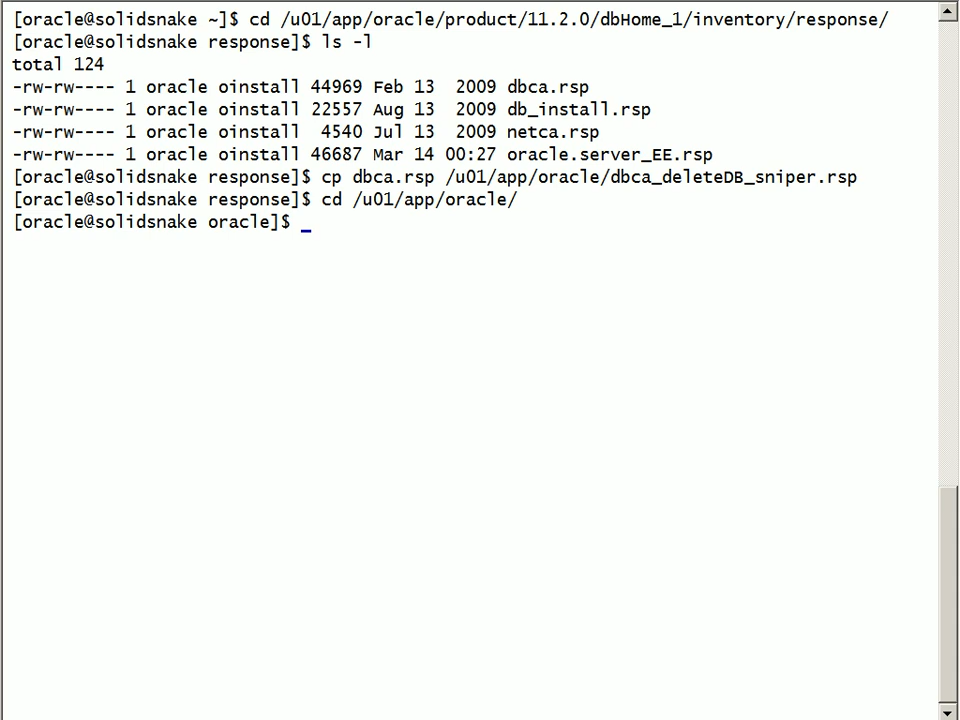 [oracle@solidsnake ~]$ cd /u01/app/oracle/product/11.2.0/dbHome_1/inventory/response/
[oracle@solidsnake response]$ ls -l
total 124
-rw-rw---- 1 oracle oinstall 44969 Feb 13  2009 dbca.rsp
-rw-rw---- 1 oracle oinstall 22557 Aug 13  2009 db_install.rsp
-rw-rw---- 1 oracle oinstall  4540 Jul 13  2009 netca.rsp
-rw-rw---- 1 oracle oinstall 46687 Mar 14 00:27 oracle.server_EE.rsp
[oracle@solidsnake response]$ cp dbca.rsp /u01/app/oracle/dbca_deleteDB_sniper.rsp
[oracle@solidsnake response]$ cd /u01/app/oracle/
[oracle@solidsnake oracle]$ _